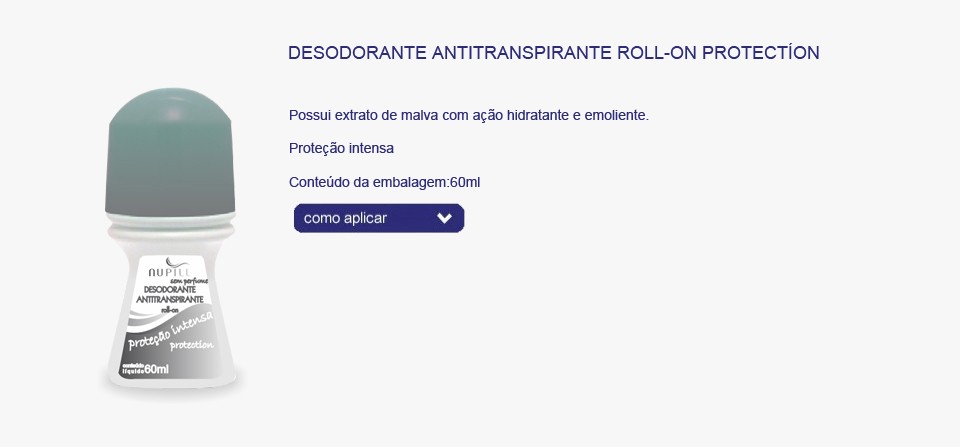 DESODORANTE ANTITRANSPIRANTE ROLL-ON PROTECTÍON
Possui extrato de malva com ação hidratante e emoliente.
Proteção intensa
Conteúdo da embalagem:60ml
como aplicar
NUPILL
sem perfume
DESODORANTE
ANTITRANSPIRANTE
roll-on
proteção intensa
protection
conteúdo
líquido 60ml